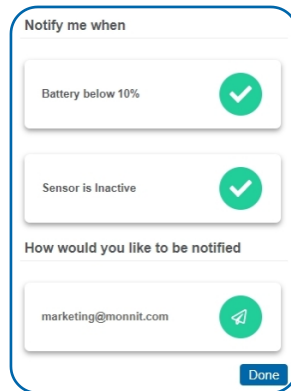 Notify me when
Battery below 10%
Sensor is Inactive
How would you like to be notified
marketing@monnit.com
Done